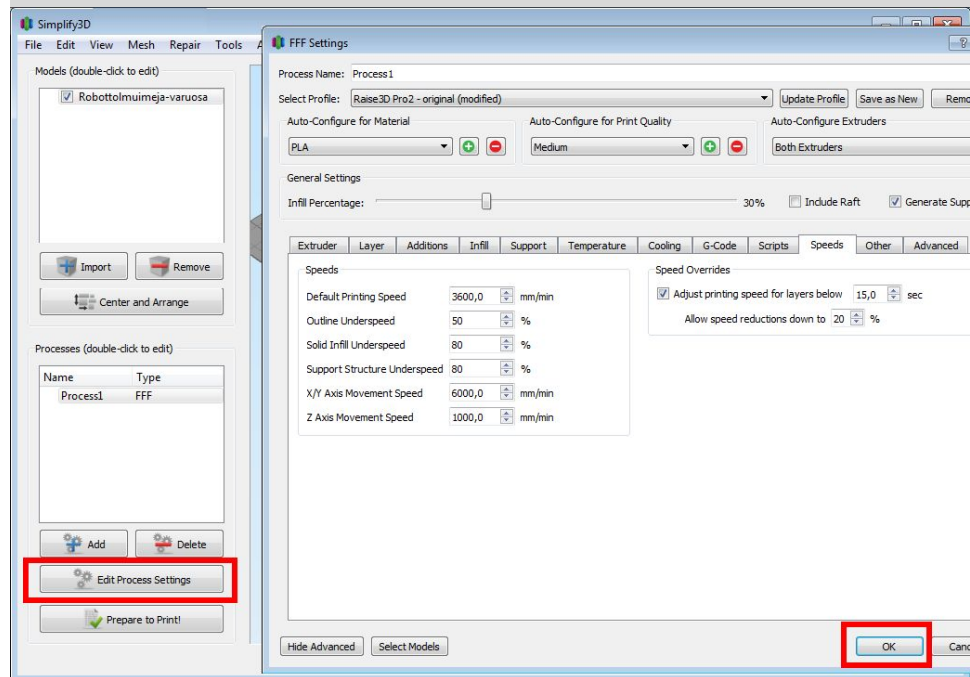 Simplify3D
File Edit View Mesh Repair Tools
Models (double-click to edit)
Robottolmuimeja-varuosa
Import Remove
Center and Arrange
Processes (double-click to edit)
Name Type
Process1 FFF
Add Delete
Edit Process Settings
Prepare to Print!
FFF Settings
Process Name: Process1
Select Profile: Raise3D Pro2 - original (modified) Update Profile Save as New Remo
Auto-Configure for Material Auto-Configure for Print Quality Auto-Configure Extruders
PLA Medium Both Extruders
General Settings
Infill Percentage: 30% Include Raft Generate Supp
Extruder Layer Additions Infill Support Temperature Cooling G-Code Scripts Speeds Other Advanced
Speeds Speed Overrides
Default Printing Speed 3600,0 mm/min
Adjust printing speed for layers below 15,0 sec
Outline Underspeed 50 %
Allow speed reductions down to 20 %
Solid Infill Underspeed 80 %
Support Structure Underspeed 80 %
X/Y Axis Movement Speed 6000,0 mm/min
Z Axis Movement Speed 1000,0 mm/min
Hide Advanced Select Models OK Canc